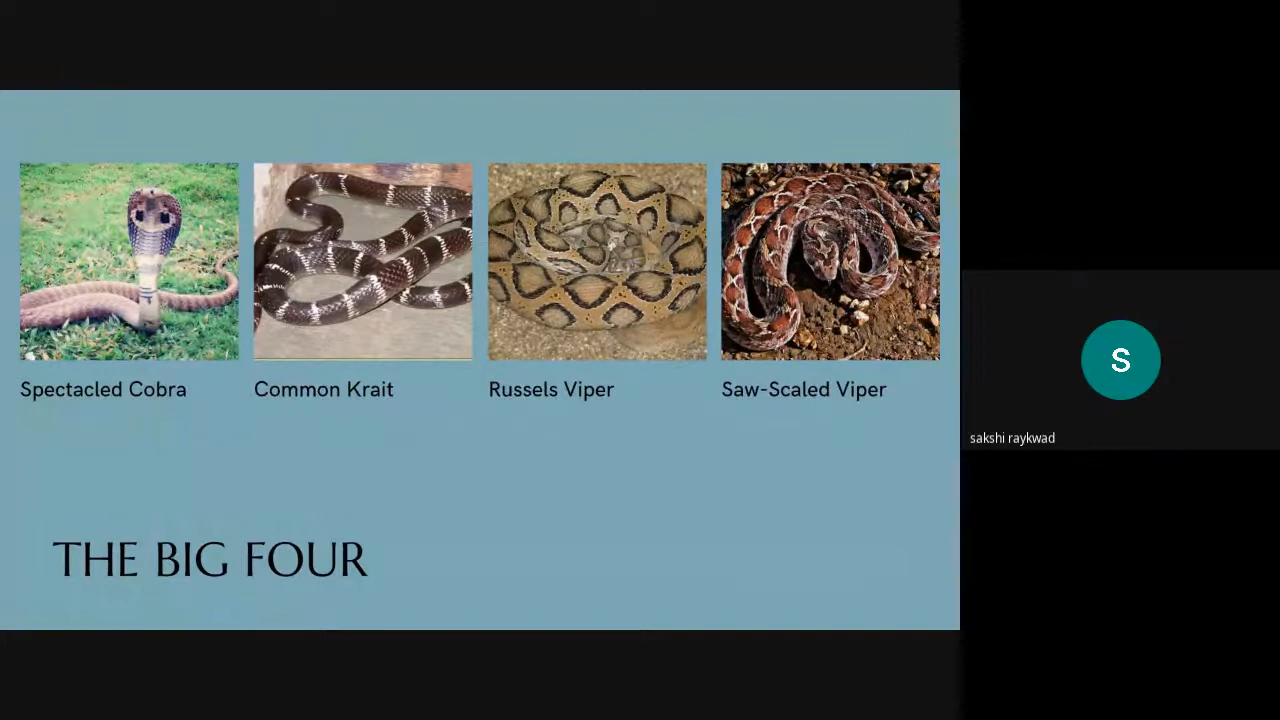 Spectacled Cobra
Common Krait
Russels Viper
Saw-Scaled Viper
THE BIG FOUR
S
sakshi raykwad